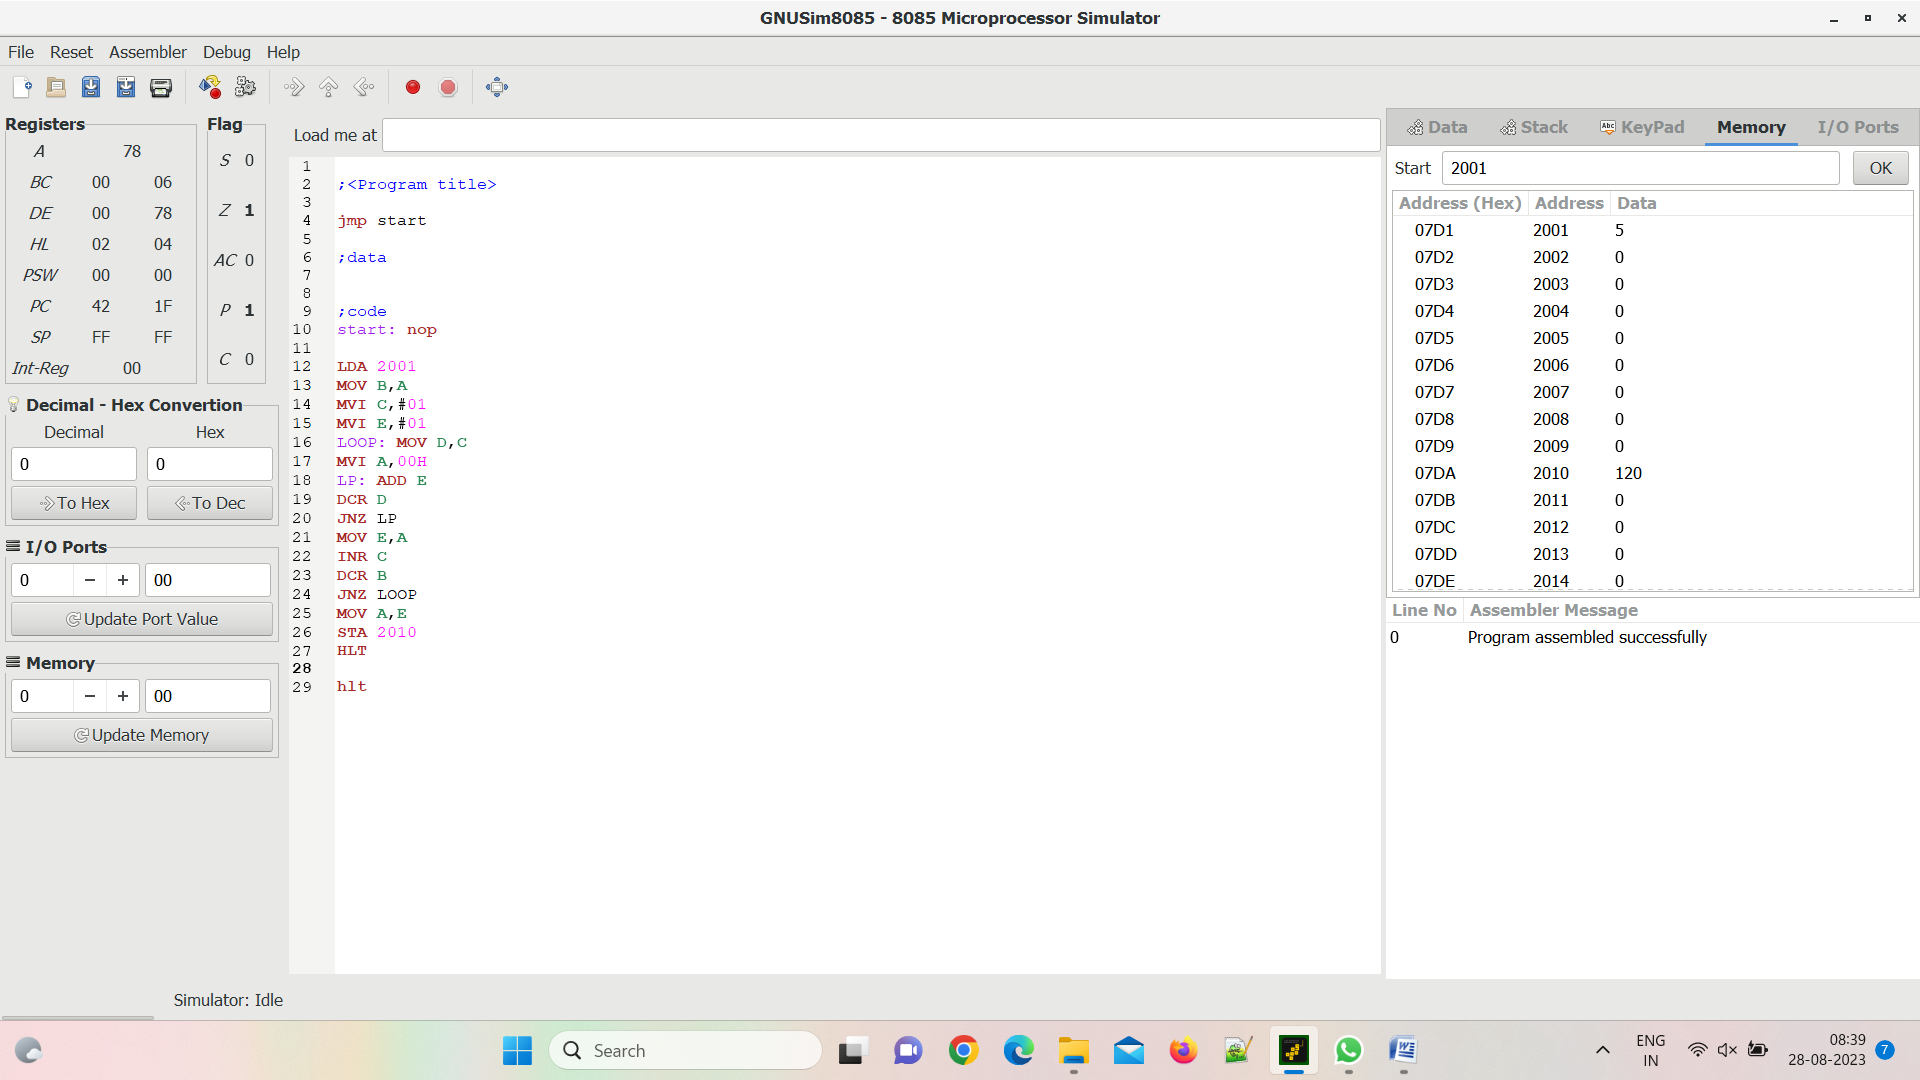 GNUSim8085 - 8085 Microprocessor Simulator
File Reset Assembler Debug Help
Registers
A 78
BC 00 06
DE 00 78
HL 02 04
PSW 00 00
PC 42 1F
SP FF FF
Int-Reg 00
Flag
S 0
Z 1
AC 0
P 1
C 0
Decimal - Hex Convertion
Decimal Hex
0 0
To Hex To Dec
I/O Ports
0 − + 00
Update Port Value
Memory
0 − + 00
Update Memory
Load me at
1
2 ;<Program title>
3
4 jmp start
5
6 ;data
7
8
9 ;code
10 start: nop
11
12 LDA 2001
13 MOV B,A
14 MVI C,#01
15 MVI E,#01
16 LOOP: MOV D,C
17 MVI A,00H
18 LP: ADD E
19 DCR D
20 JNZ LP
21 MOV E,A
22 INR C
23 DCR B
24 JNZ LOOP
25 MOV A,E
26 STA 2010
27 HLT
28
29 hlt
Data Stack Abc KeyPad Memory I/O Ports
Start 2001 OK
Address (Hex) Address Data
07D1 2001 5
07D2 2002 0
07D3 2003 0
07D4 2004 0
07D5 2005 0
07D6 2006 0
07D7 2007 0
07D8 2008 0
07D9 2009 0
07DA 2010 120
07DB 2011 0
07DC 2012 0
07DD 2013 0
07DE 2014 0
Line No Assembler Message
0 Program assembled successfully
Simulator: Idle
Search
ENG
IN
08:39
28-08-2023
7